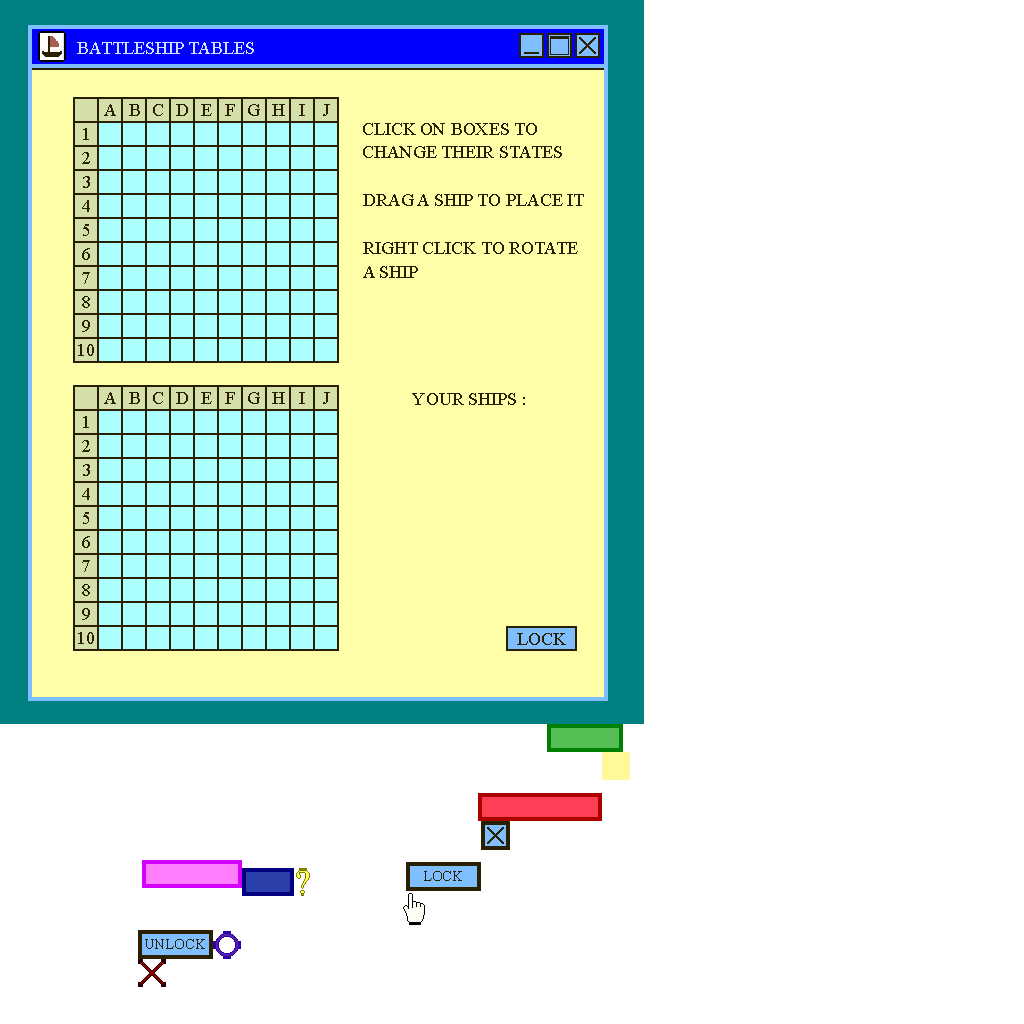 BATTLESHIP TABLES
A B C D E F G H I J
1
2
3
4
5
6
7
8
9
10
CLICK ON BOXES TO
CHANGE THEIR STATES
DRAG A SHIP TO PLACE IT
RIGHT CLICK TO ROTATE
A SHIP
A B C D E F G H I J
1
2
3
4
5
6
7
8
9
10
YOUR SHIPS :
LOCK
?
LOCK
UNLOCK